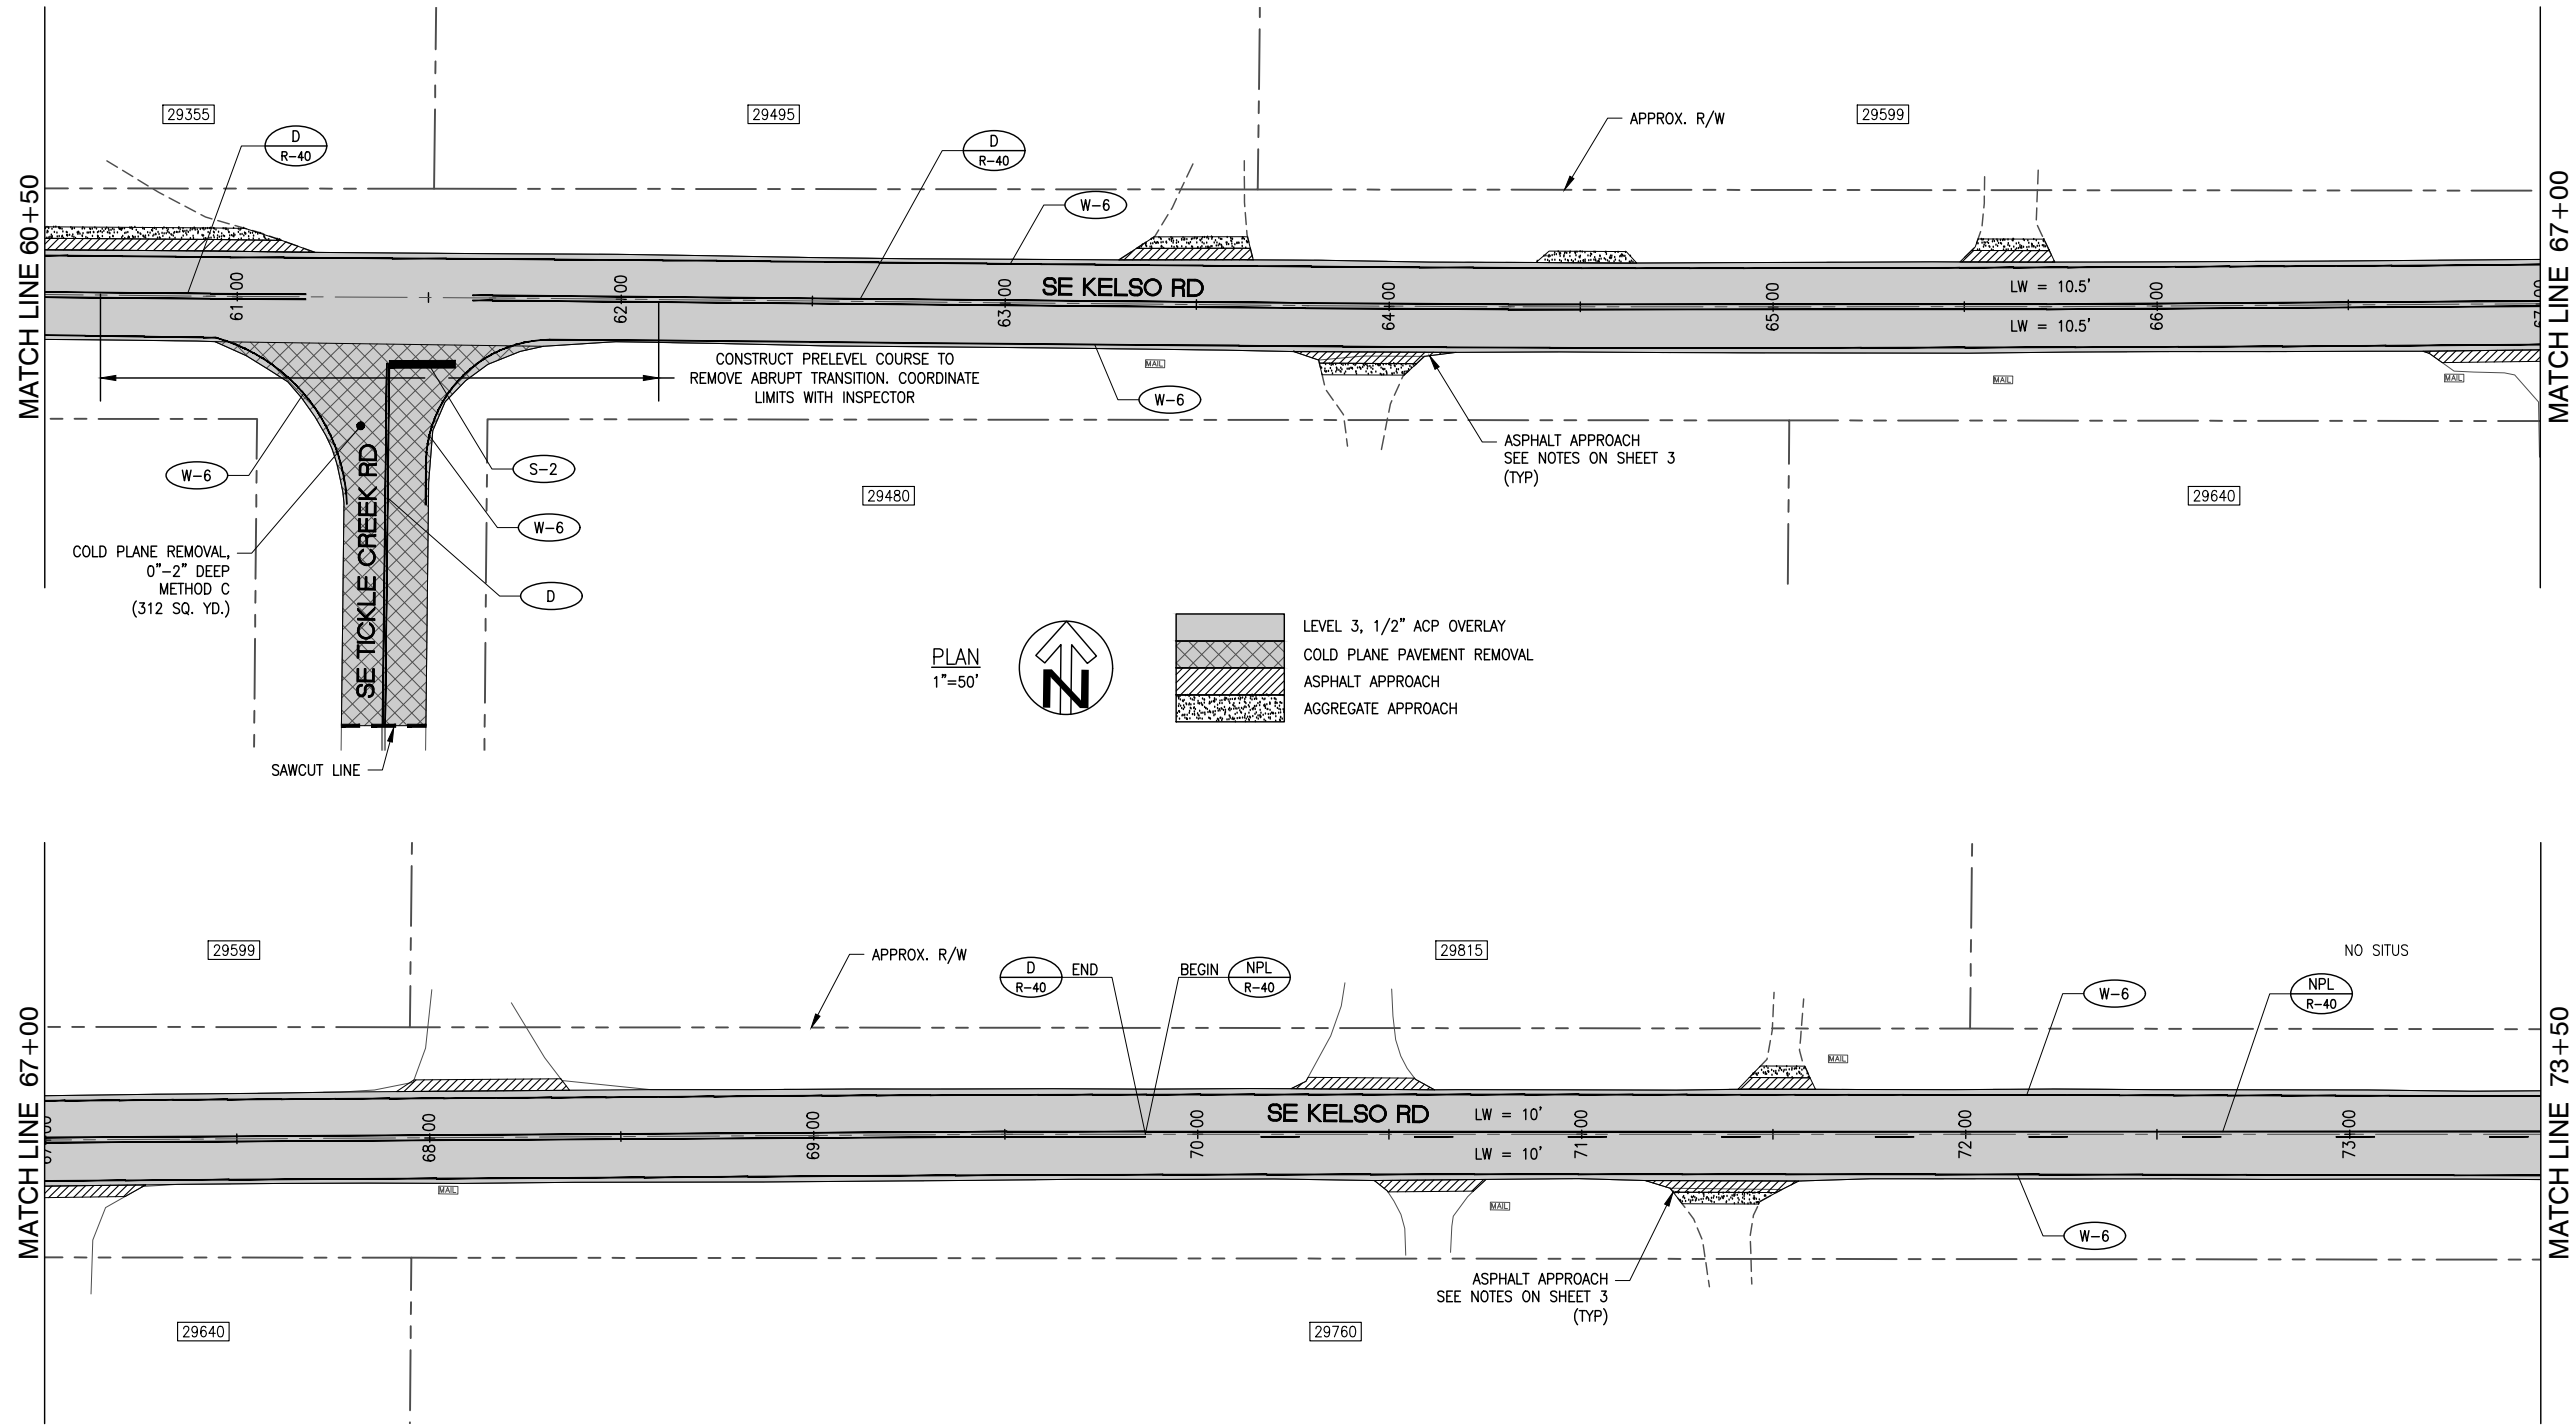 29355
29495
29599
APPROX. R/W
D
R-40
D
R-40
W-6
MATCH LINE 60+50
MATCH LINE 67+00
61+00
62+00
63+00
64+00
65+00
66+00
SE KELSO RD
LW = 10.5'
LW = 10.5'
CONSTRUCT PRELEVEL COURSE TO
REMOVE ABRUPT TRANSITION. COORDINATE
LIMITS WITH INSPECTOR
MAIL
MAIL
MAIL
W-6
ASPHALT APPROACH
SEE NOTES ON SHEET 3
(TYP)
W-6
S-2
29480
29640
W-6
D
SE TICKLE CREEK RD
COLD PLANE REMOVAL,
0"-2" DEEP
METHOD C
(312 SQ. YD.)
SAWCUT LINE
PLAN
1"=50'
N
LEVEL 3, 1/2" ACP OVERLAY
COLD PLANE PAVEMENT REMOVAL
ASPHALT APPROACH
AGGREGATE APPROACH
29599
APPROX. R/W
D
R-40
END
BEGIN
NPL
R-40
29815
NO SITUS
W-6
NPL
R-40
MATCH LINE 67+00
MATCH LINE 73+50
MAIL
68+00
69+00
70+00
71+00
72+00
73+00
SE KELSO RD
LW = 10'
LW = 10'
MAIL
MAIL
W-6
ASPHALT APPROACH
SEE NOTES ON SHEET 3
(TYP)
29640
29760